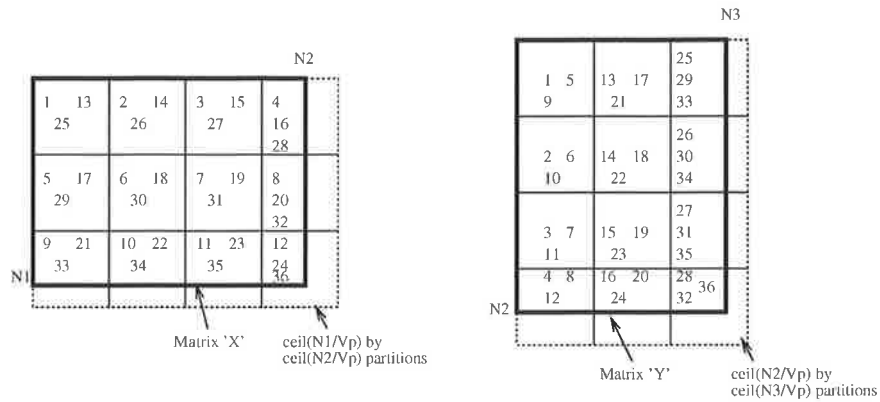 N2
1 13 2 14 3 15 4
25 26 27 16
28
5 17 6 18 7 19 8
29 30 31 20
32
9 21 10 22 11 23 12
33 34 35 24
36
N1
Matrix 'X'
ceil(N1/Vp) by
ceil(N2/Vp) partitions
N3
25
1 5 13 17 29
9 21 33
26
2 6 14 18 30
10 22 34
27
3 7 15 19 31
11 23 35
4 8 16 20 28
12 24 32 36
N2
Matrix 'Y'
ceil(N2/Vp) by
ceil(N3/Vp) partitions